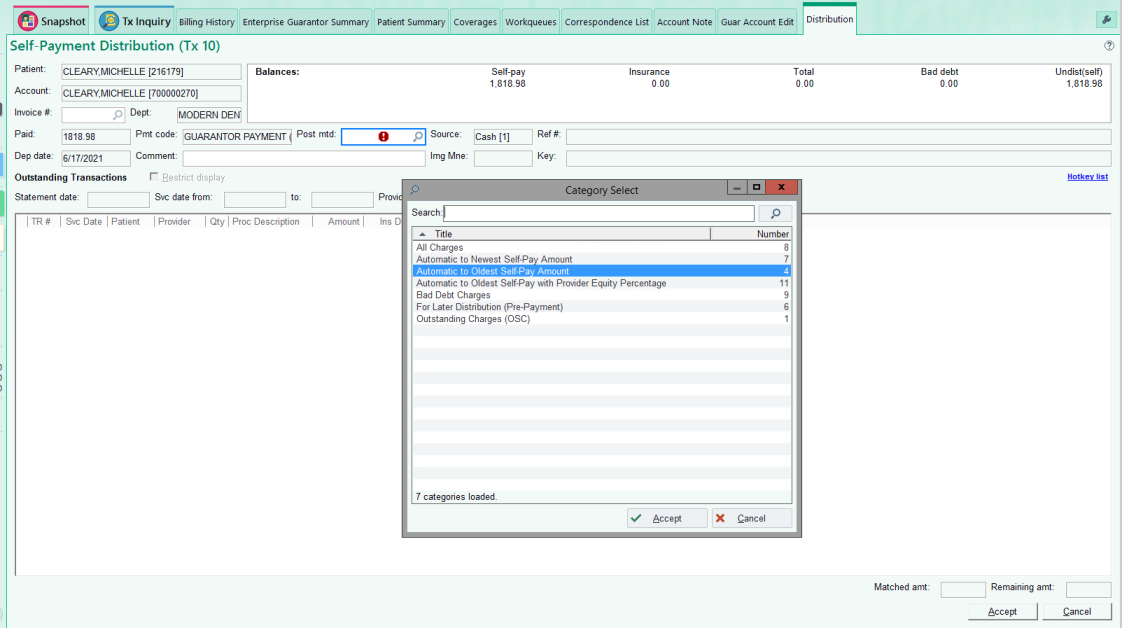 Snapshot Tx Inquiry Billing History Enterprise Guarantor Summary Patient Summary Coverages Workqueues Correspondence List Account Note Guar Account Edit Distribution
Self-Payment Distribution (Tx 10)
Patient: CLEARY,MICHELLE [216179] Balances: Self-pay Insurance Total Bad debt Undist(self)
1,818.98 0.00 0.00 0.00 1,818.98
Account: CLEARY,MICHELLE [700000270]
Invoice #: Dept: MODERN DEN
Paid: 1818.98 Pmt code: GUARANTOR PAYMENT ( Post mtd: Source: Cash [1] Ref #:
Dep date: 6/17/2021 Comment: Img Mne: Key:
Outstanding Transactions Restrict display Hotkey list
Statement date: Svc date from: to: Provid
TR # Svc Date Patient Provider Qty Proc Description Amount Ins D
Category Select
Search:
Title Number
All Charges 8
Automatic to Newest Self-Pay Amount 7
Automatic to Oldest Self-Pay Amount 4
Automatic to Oldest Self-Pay with Provider Equity Percentage 11
Bad Debt Charges 9
For Later Distribution (Pre-Payment) 6
Outstanding Charges (OSC) 1
7 categories loaded.
Accept Cancel
Matched amt: Remaining amt:
Accept Cancel